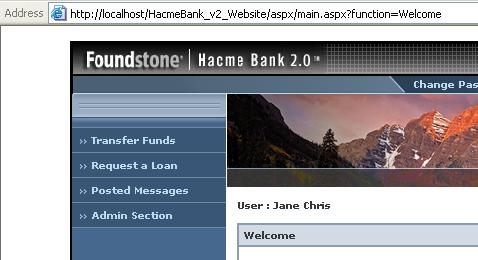 Address http://localhost/HacmeBank_v2_Website/aspx/main.aspx?function=Welcome
Foundstone® | Hacme Bank 2.0™
Change Pas
›› Transfer Funds
›› Request a Loan
›› Posted Messages
›› Admin Section
User : Jane Chris
Welcome